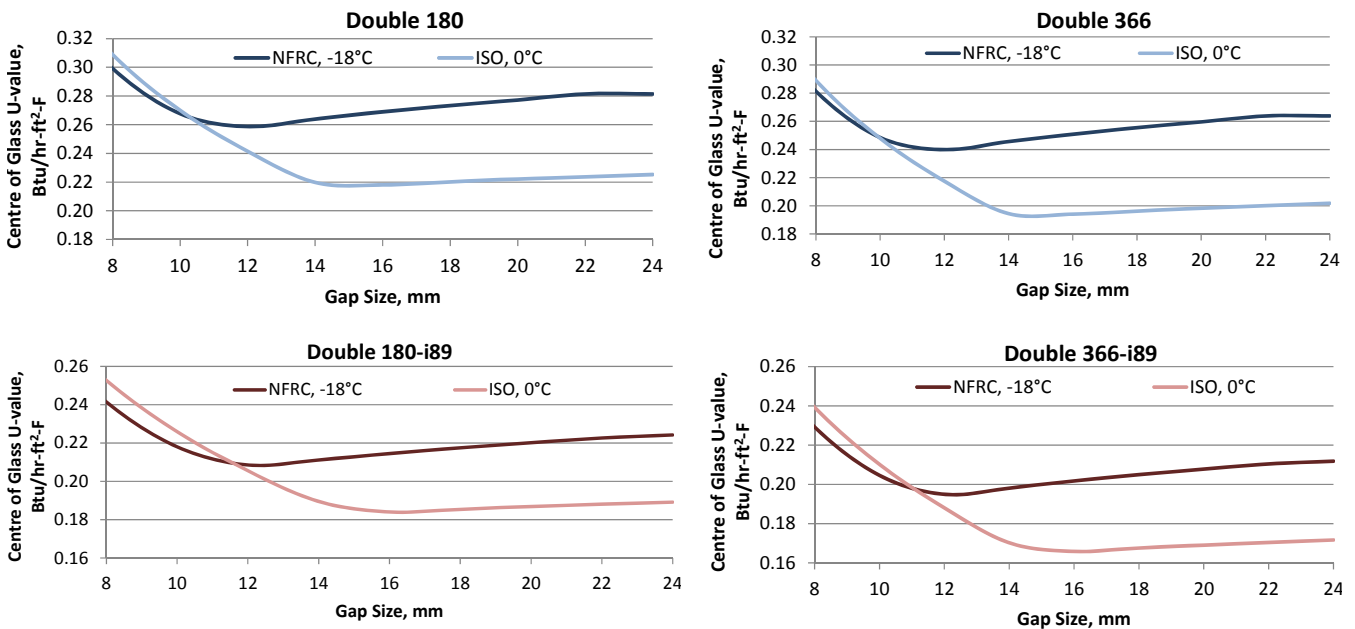 Double 180
Centre of Glass U-value,
Btu/hr-ft²-F
NFRC, -18°C
ISO, 0°C
0.32
0.30
0.28
0.26
0.24
0.22
0.20
0.18
8 10 12 14 16 18 20 22 24
Gap Size, mm
Double 366
Centre of Glass U-value,
Btu/hr-ft²-F
NFRC, -18°C
ISO, 0°C
0.32
0.30
0.28
0.26
0.24
0.22
0.20
0.18
8 10 12 14 16 18 20 22 24
Gap Size, mm
Double 180-i89
Centre of Glass U-value,
Btu/hr-ft²-F
NFRC, -18°C
ISO, 0°C
0.26
0.24
0.22
0.20
0.18
0.16
8 10 12 14 16 18 20 22 24
Gap Size, mm
Double 366-i89
Centre of Glass U-value,
Btu/hr-ft²-F
NFRC, -18°C
ISO, 0°C
0.26
0.24
0.22
0.20
0.18
0.16
8 10 12 14 16 18 20 22 24
Gap Size, mm